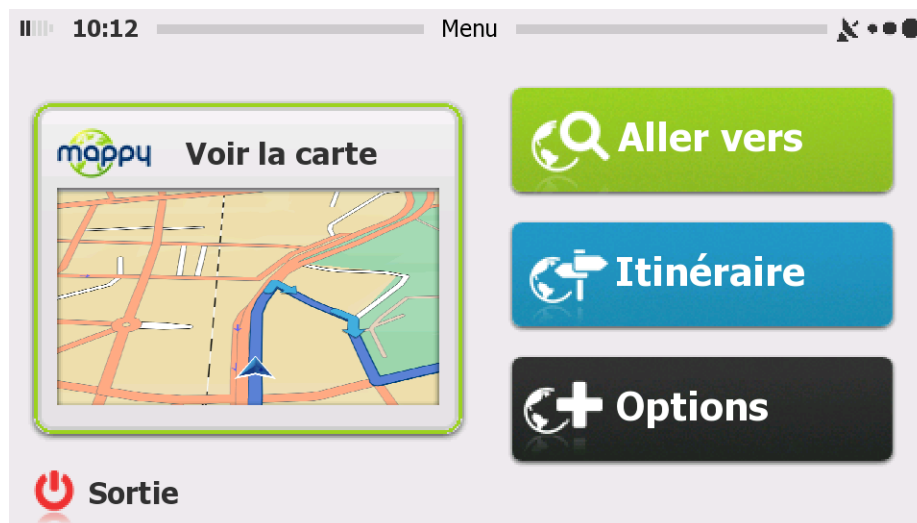 10:12 Menu
mappy Voir la carte
Aller vers
Itinéraire
Options
Sortie